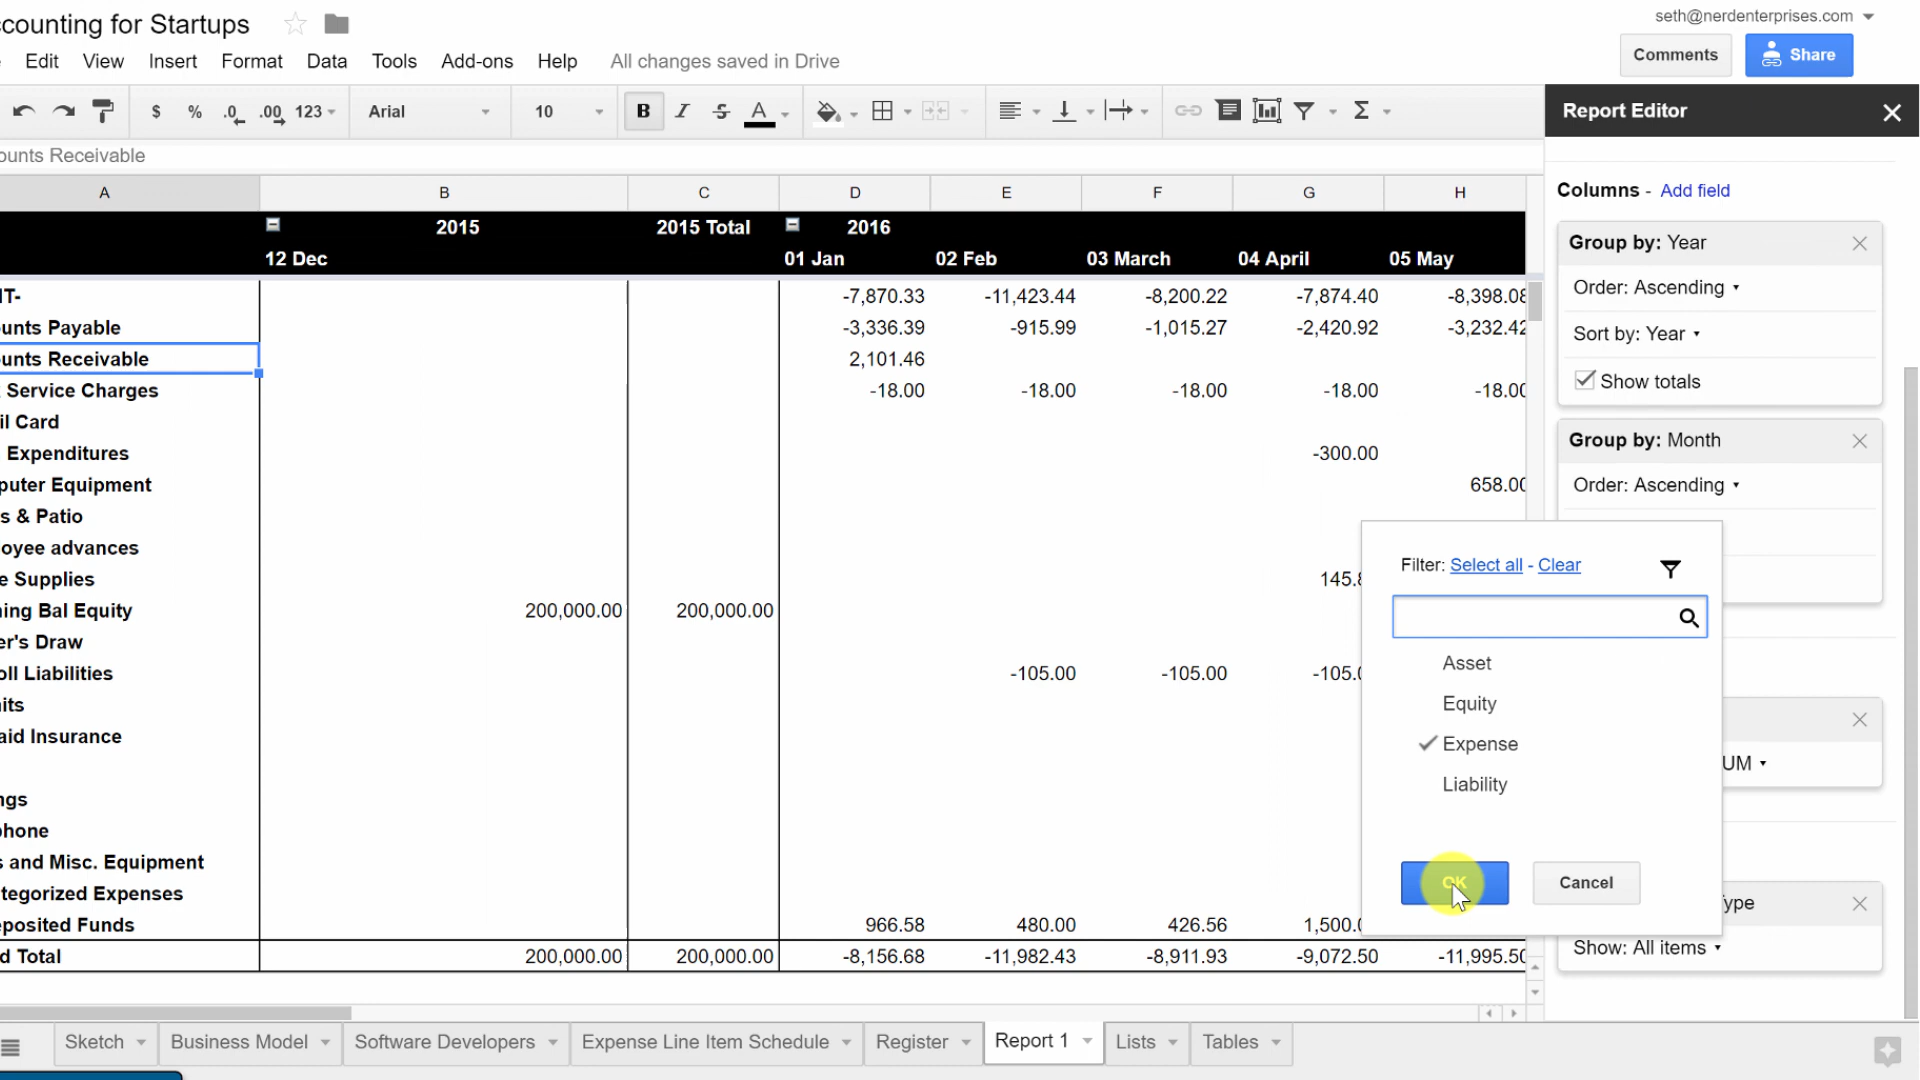 ccounting for Startups
seth@nerdenterprises.com
Edit View Insert Format Data Tools Add-ons Help All changes saved in Drive
Comments Share
$ % .0 .00 123 Arial 10 B I S A Σ
Report Editor
ounts Receivable
A B C D E F G H
Columns - Add field
2015 2015 Total 2016
12 Dec 01 Jan 02 Feb 03 March 04 April 05 May
Group by: Year
Order: Ascending
Sort by: Year
Show totals
Group by: Month
Order: Ascending
IT- -7,870.33 -11,423.44 -8,200.22 -7,874.40 -8,398.08
unts Payable -3,336.39 -915.99 -1,015.27 -2,420.92 -3,232.42
unts Receivable 2,101.46
Service Charges -18.00 -18.00 -18.00 -18.00 -18.00
il Card
Expenditures -300.00
puter Equipment 658.00
s & Patio
oyee advances
e Supplies 145.8
ning Bal Equity 200,000.00 200,000.00
er's Draw
oll Liabilities -105.00 -105.00 -105.0
its
aid Insurance
ngs
phone
s and Misc. Equipment
tegorized Expenses
eposited Funds 966.58 480.00 426.56 1,500.0
d Total 200,000.00 200,000.00 -8,156.68 -11,982.43 -8,911.93 -9,072.50 -11,995.50
Filter: Select all - Clear
Asset
Equity
Expense
Liability
OK Cancel
UM
ype
Show: All items
Sketch Business Model Software Developers Expense Line Item Schedule Register Report 1 Lists Tables